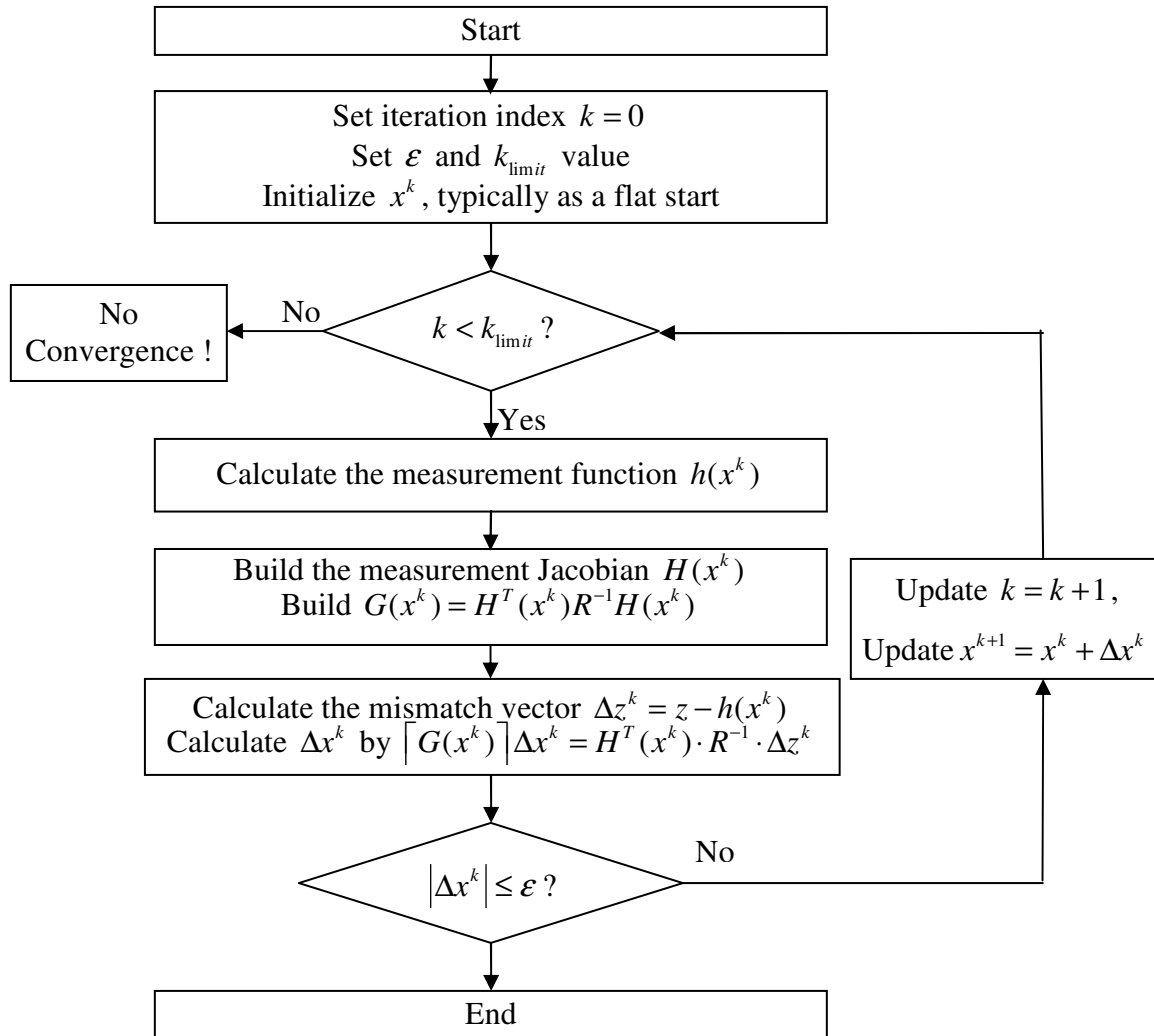 Start
Set iteration index k = 0
Set ε and k_limit value
Initialize x^k , typically as a flat start
No
Convergence !
No
k < k_limit ?
Yes
Calculate the measurement function h(x^k)
Build the measurement Jacobian H(x^k)
Build G(x^k) = H^T(x^k)R^−1H(x^k)
Update k = k+1 ,
Update x^k+1 = x^k + Δx^k
Calculate the mismatch vector Δz^k = z − h(x^k)
Calculate Δx^k by ⌈G(x^k)⌉Δx^k = H^T(x^k)· R^−1 · Δz^k
No
|Δx^k| ≤ ε ?
End